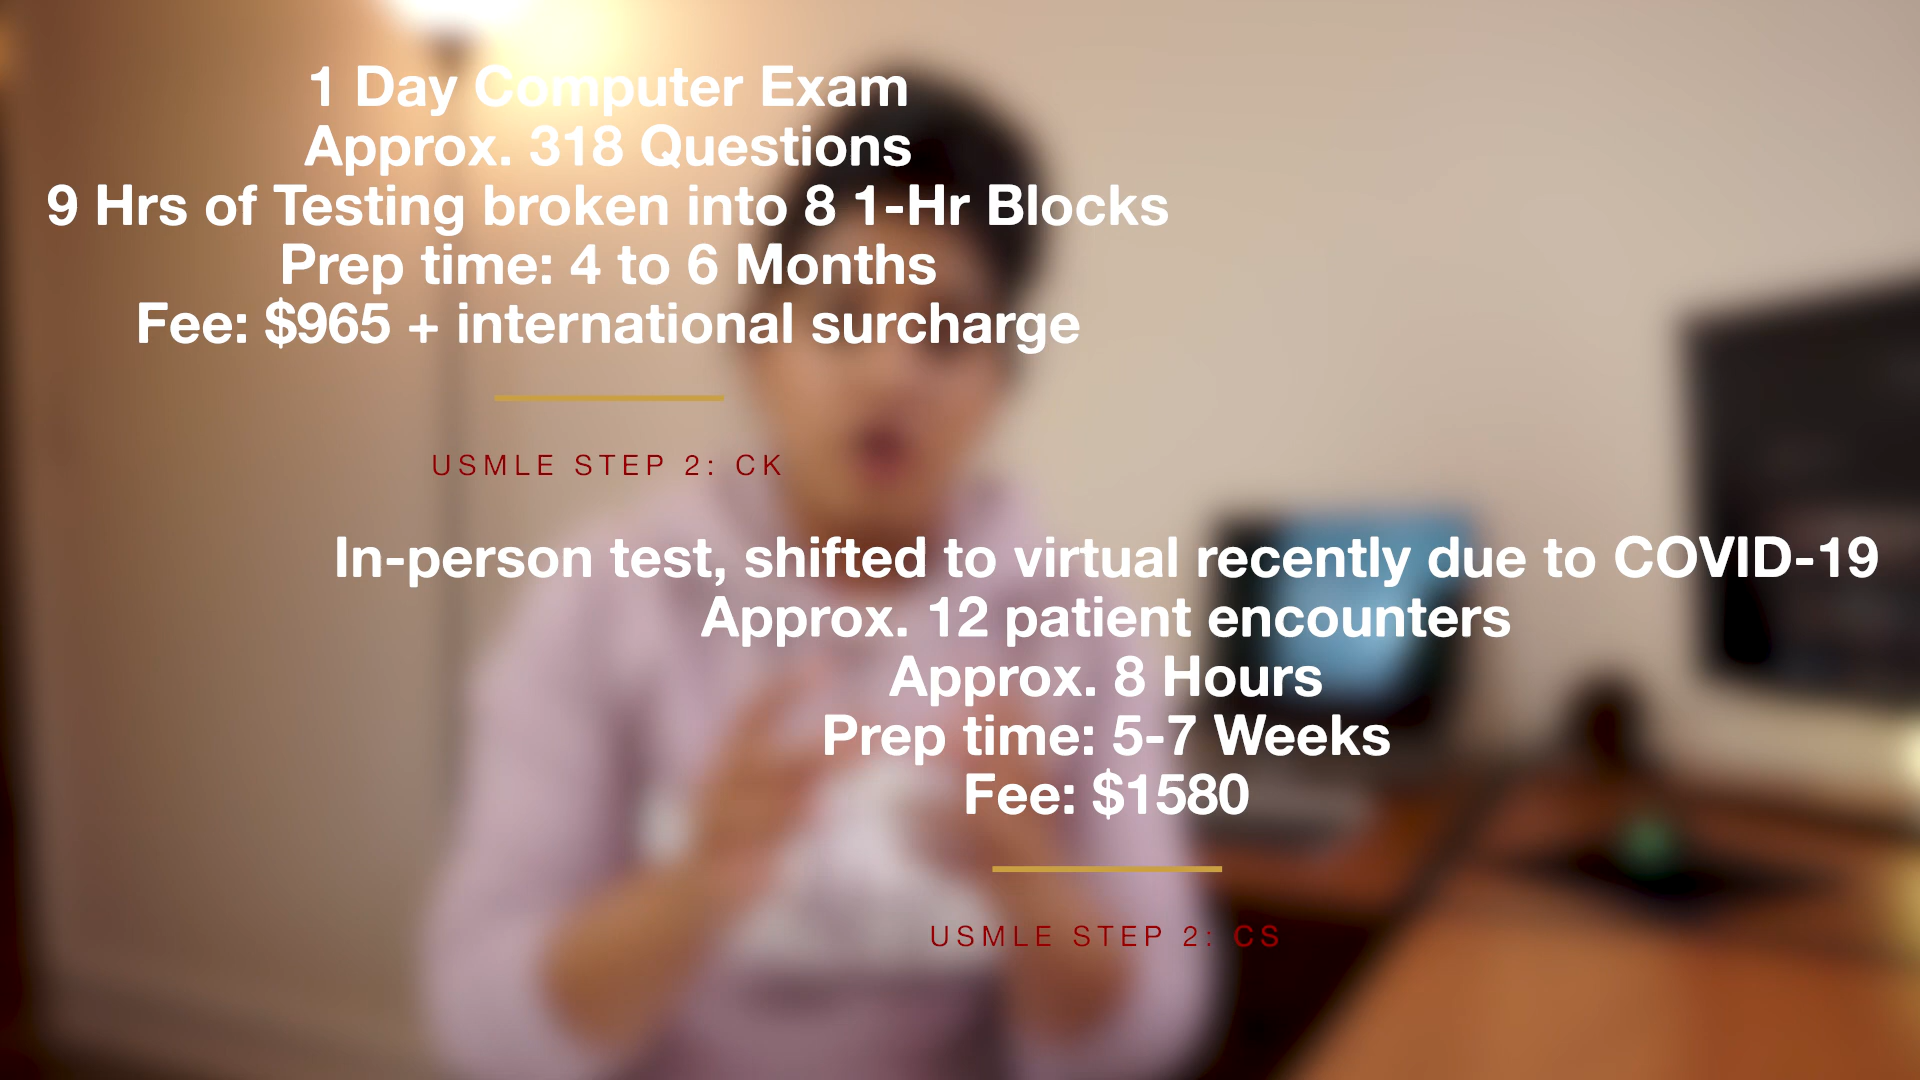 1 Day Computer Exam
Approx. 318 Questions
9 Hrs of Testing broken into 8 1-Hr Blocks
Prep time: 4 to 6 Months
Fee: $965 + international surcharge
USMLE STEP 2: CK
In-person test, shifted to virtual recently due to COVID-19
Approx. 12 patient encounters
Approx. 8 Hours
Prep time: 5-7 Weeks
Fee: $1580
USMLE STEP 2: CS